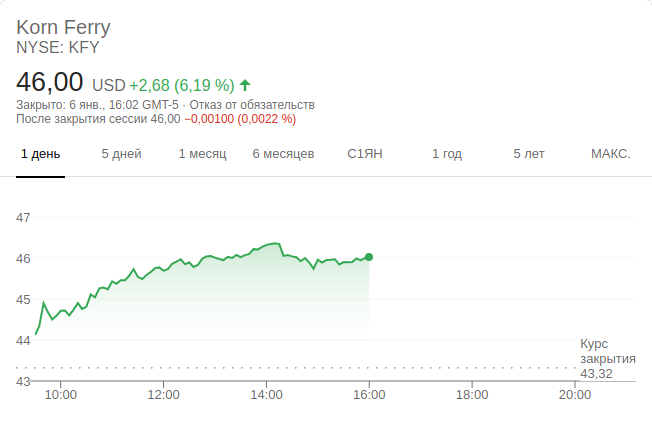 Korn Ferry
NYSE: KFY
46,00 USD +2,68 (6,19 %)
Закрыто: 6 янв., 16:02 GMT-5 · Отказ от обязательств
После закрытия сессии 46,00 −0,00100 (0,0022 %)
1 день 5 дней 1 месяц 6 месяцев С1ЯН 1 год 5 лет МАКС.
47
46
45
44
Курс
закрытия
43,32
43
10:00 12:00 14:00 16:00 18:00 20:00